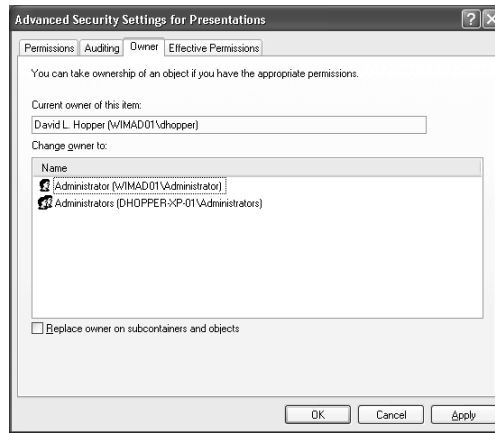 Advanced Security Settings for Presentations
Permissions Auditing Owner Effective Permissions
You can take ownership of an object if you have the appropriate permissions.
Current owner of this item:
David L. Hopper (WIMAD01\dhopper)
Change owner to:
Name
Administrator (WIMAD01\Administrator)
Administrators (DHOPPER-XP-01\Administrators)
Replace owner on subcontainers and objects
OK Cancel Apply